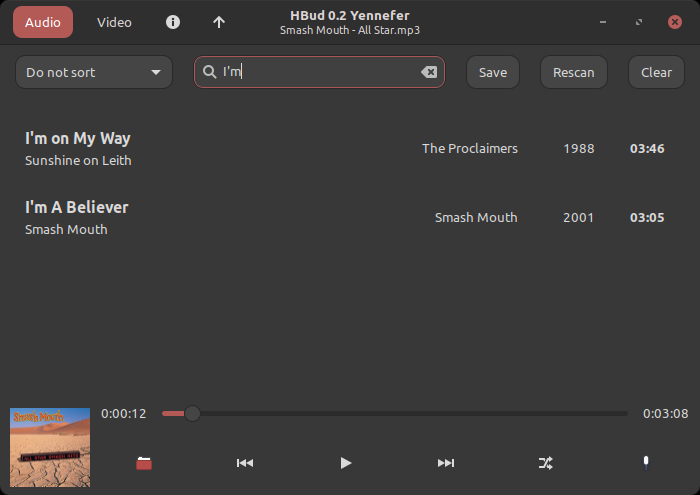 Audio Video HBud 0.2 Yennefer
Smash Mouth - All Star.mp3
Do not sort I'm Save Rescan Clear
I'm on My Way
Sunshine on Leith The Proclaimers 1988 03:46
I'm A Believer
Smash Mouth Smash Mouth 2001 03:05
Smash Mouth
0:00:12 0:03:08